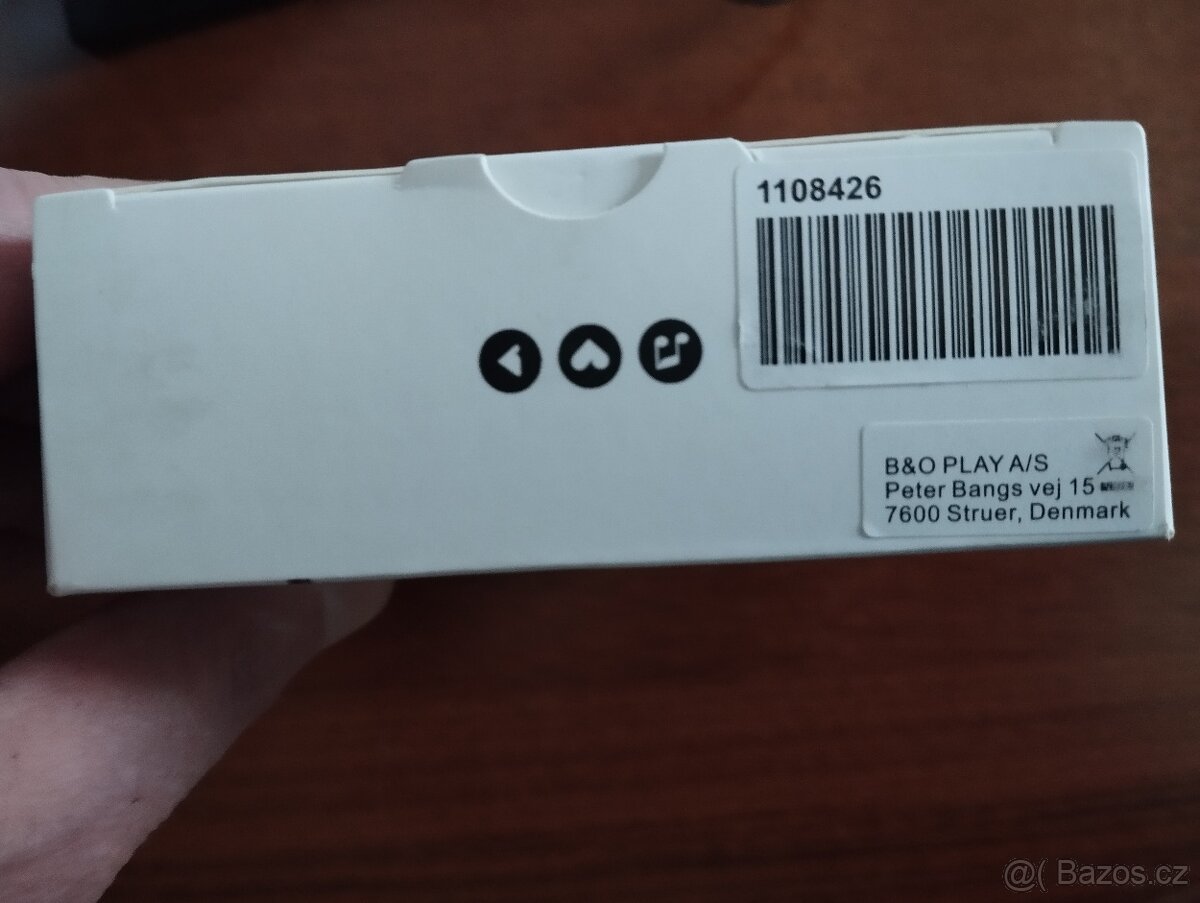 1108426
B&O PLAY A/S
Peter Bangs vej 15
7600 Struer, Denmark
@( Bazos.cz